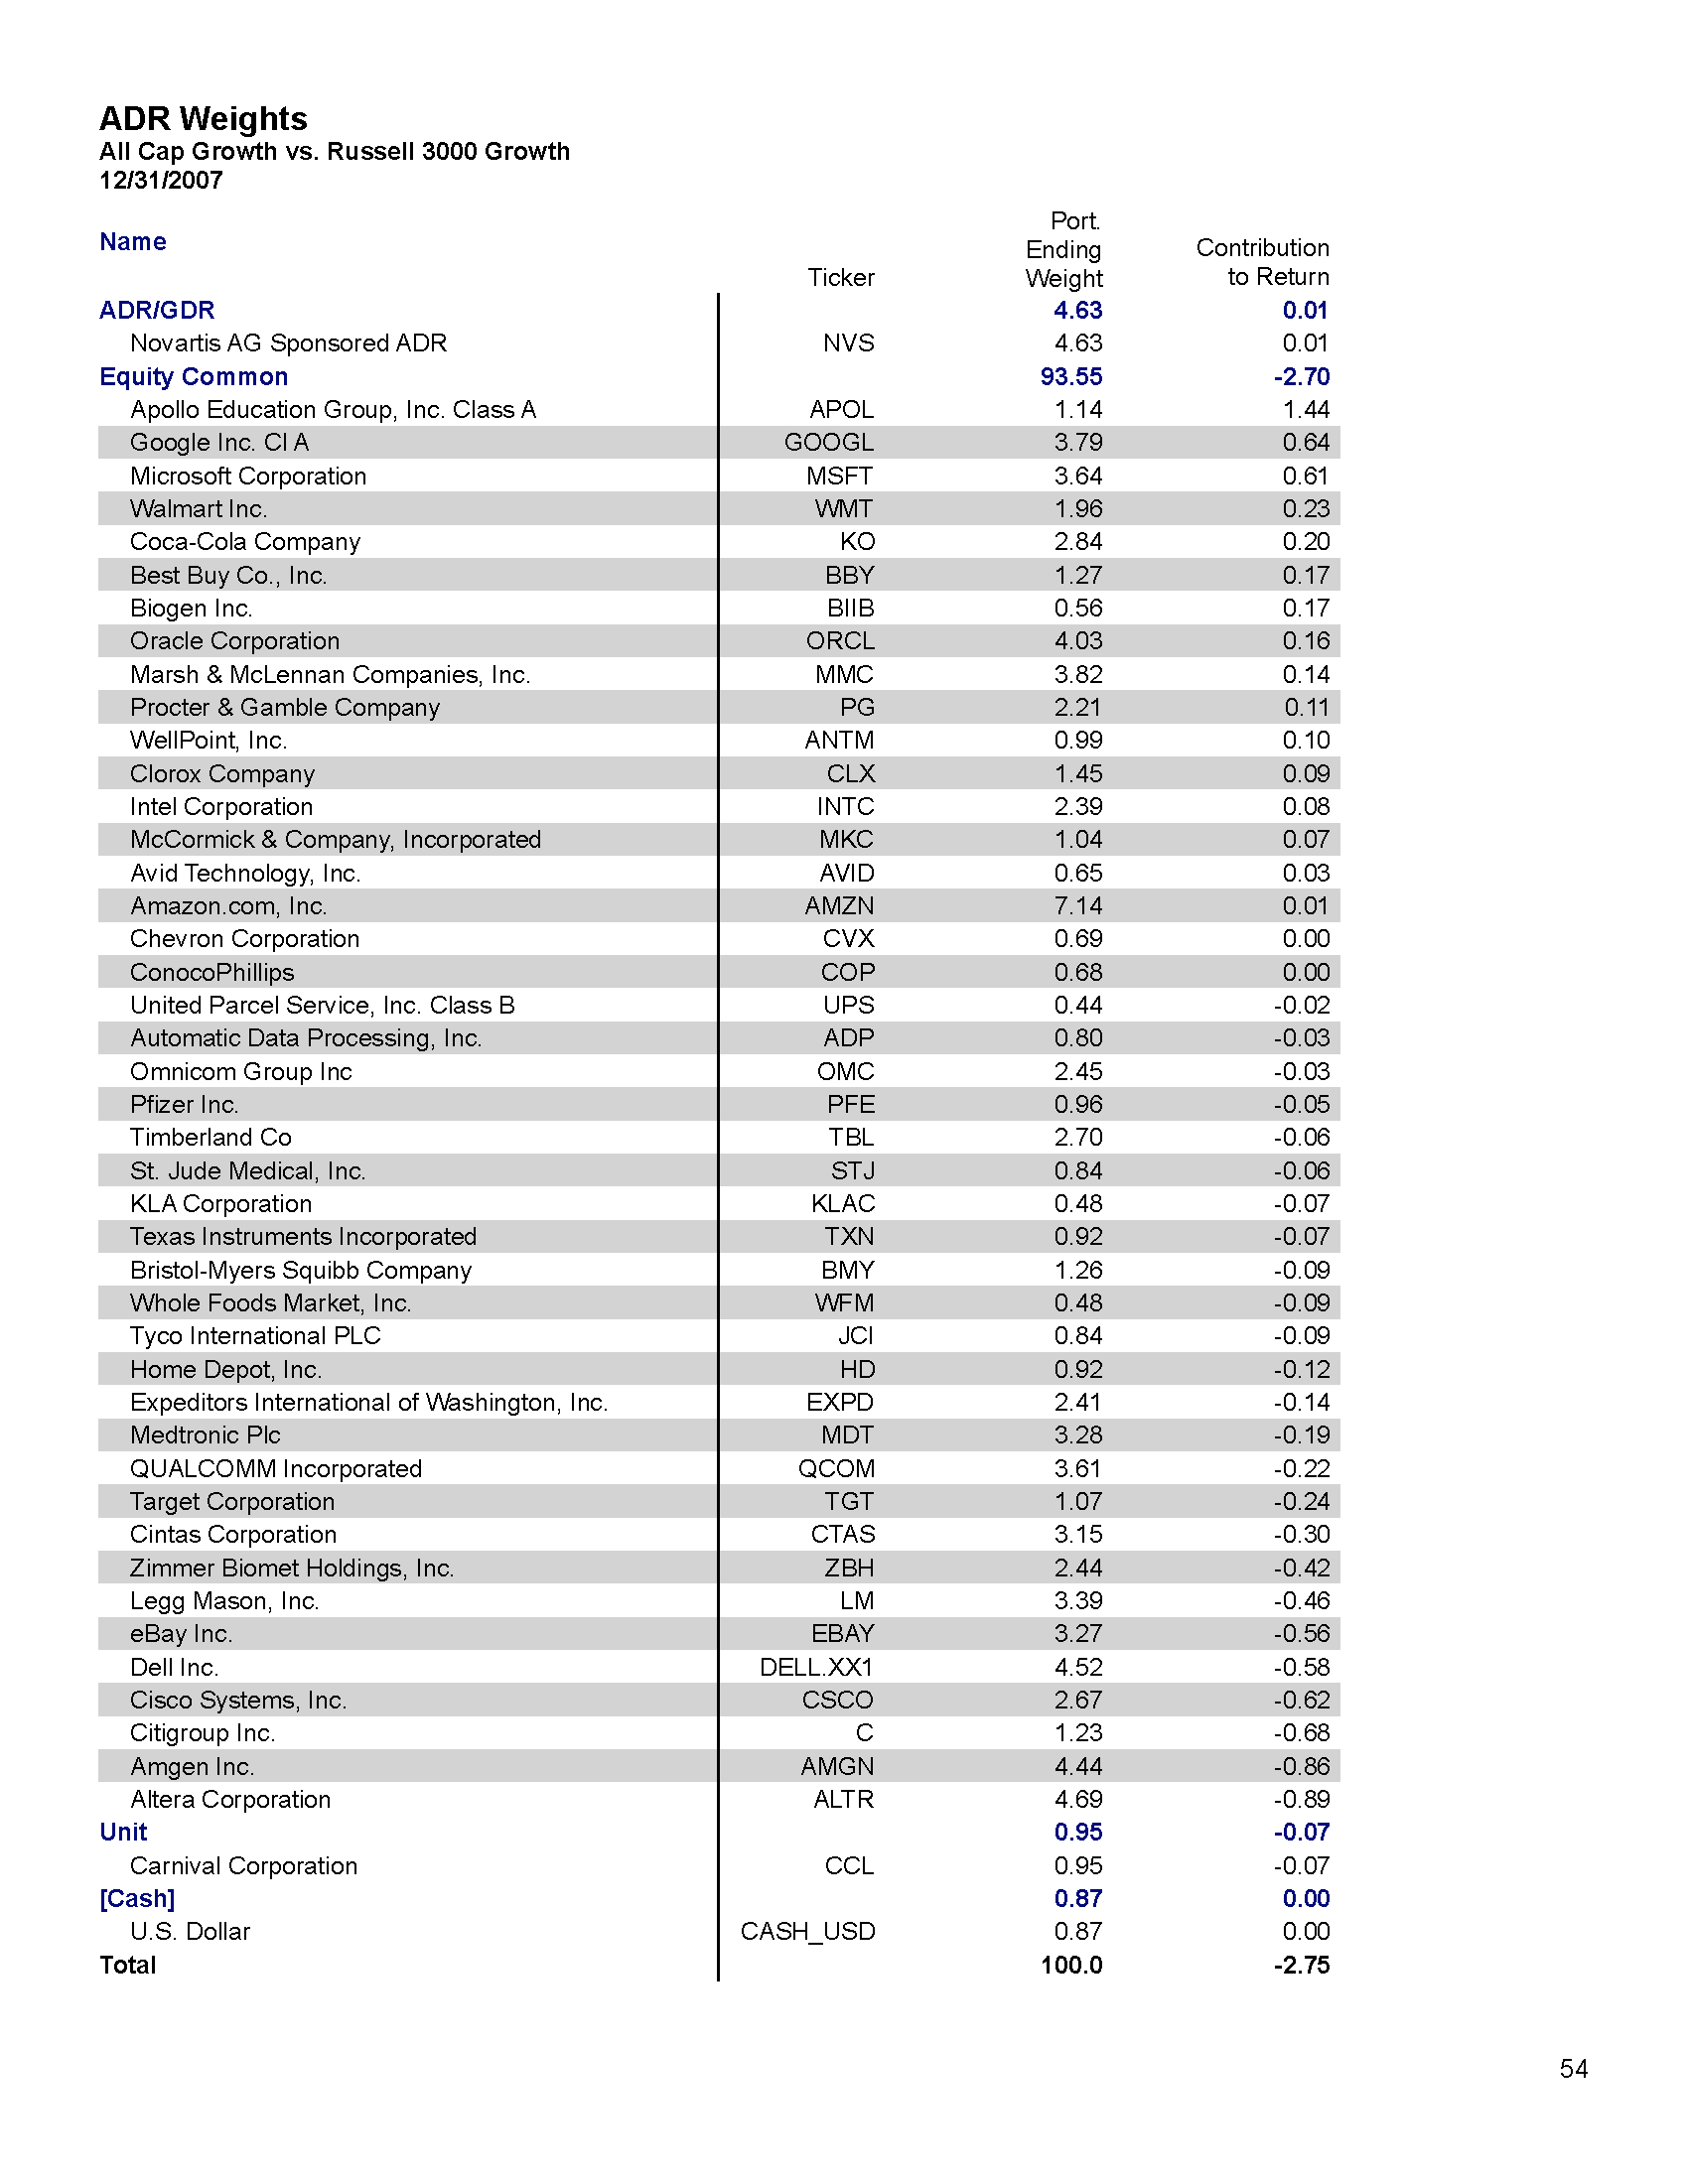 ADR Weights
All Cap Growth vs. Russell 3000 Growth
12/31/2007
Name Ticker Port. Ending Weight Contribution to Return
ADR/GDR 4.63 0.01
Novartis AG Sponsored ADR NVS 4.63 0.01
Equity Common 93.55 -2.70
Apollo Education Group, Inc. Class A APOL 1.14 1.44
Google Inc. Cl A GOOGL 3.79 0.64
Microsoft Corporation MSFT 3.64 0.61
Walmart Inc. WMT 1.96 0.23
Coca-Cola Company KO 2.84 0.20
Best Buy Co., Inc. BBY 1.27 0.17
Biogen Inc. BIIB 0.56 0.17
Oracle Corporation ORCL 4.03 0.16
Marsh & McLennan Companies, Inc. MMC 3.82 0.14
Procter & Gamble Company PG 2.21 0.11
WellPoint, Inc. ANTM 0.99 0.10
Clorox Company CLX 1.45 0.09
Intel Corporation INTC 2.39 0.08
McCormick & Company, Incorporated MKC 1.04 0.07
Avid Technology, Inc. AVID 0.65 0.03
Amazon.com, Inc. AMZN 7.14 0.01
Chevron Corporation CVX 0.69 0.00
ConocoPhillips COP 0.68 0.00
United Parcel Service, Inc. Class B UPS 0.44 -0.02
Automatic Data Processing, Inc. ADP 0.80 -0.03
Omnicom Group Inc OMC 2.45 -0.03
Pfizer Inc. PFE 0.96 -0.05
Timberland Co TBL 2.70 -0.06
St. Jude Medical, Inc. STJ 0.84 -0.06
KLA Corporation KLAC 0.48 -0.07
Texas Instruments Incorporated TXN 0.92 -0.07
Bristol-Myers Squibb Company BMY 1.26 -0.09
Whole Foods Market, Inc. WFM 0.48 -0.09
Tyco International PLC JCI 0.84 -0.09
Home Depot, Inc. HD 0.92 -0.12
Expeditors International of Washington, Inc. EXPD 2.41 -0.14
Medtronic Plc MDT 3.28 -0.19
QUALCOMM Incorporated QCOM 3.61 -0.22
Target Corporation TGT 1.07 -0.24
Cintas Corporation CTAS 3.15 -0.30
Zimmer Biomet Holdings, Inc. ZBH 2.44 -0.42
Legg Mason, Inc. LM 3.39 -0.46
eBay Inc. EBAY 3.27 -0.56
Dell Inc. DELL.XX1 4.52 -0.58
Cisco Systems, Inc. CSCO 2.67 -0.62
Citigroup Inc. C 1.23 -0.68
Amgen Inc. AMGN 4.44 -0.86
Altera Corporation ALTR 4.69 -0.89
Unit 0.95 -0.07
Carnival Corporation CCL 0.95 -0.07
[Cash] 0.87 0.00
U.S. Dollar CASH_USD 0.87 0.00
Total 100.0 -2.75
54